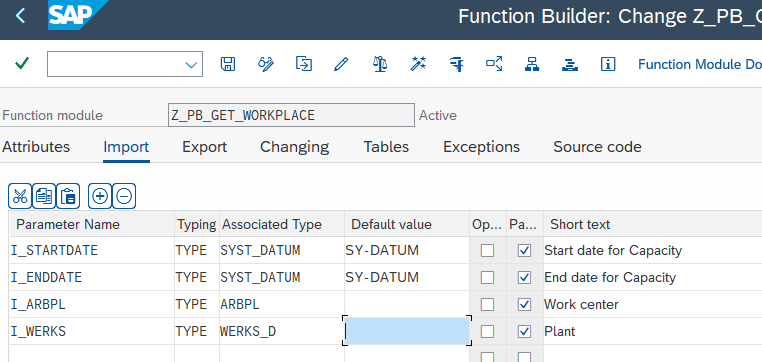 SAP
Function Builder: Change Z_PB_
Function Module Do
Function module Z_PB_GET_WORKPLACE Active
Attributes Import Export Changing Tables Exceptions Source code
Parameter Name Typing Associated Type Default value Op... Pa... Short text
I_STARTDATE TYPE SYST_DATUM SY-DATUM Start date for Capacity
I_ENDDATE TYPE SYST_DATUM SY-DATUM End date for Capacity
I_ARBPL TYPE ARBPL Work center
I_WERKS TYPE WERKS_D Plant